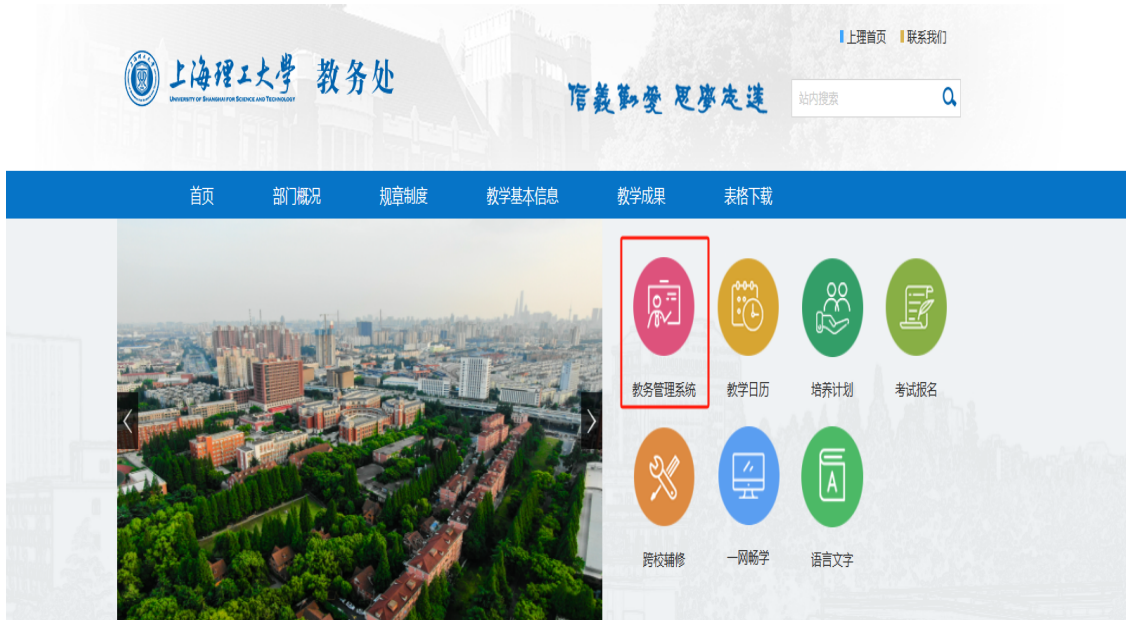 上理首页 联系我们
上海理工大学 教务处
UNIVERSITY OF SHANGHAI FOR SCIENCE AND TECHNOLOGY
信義勤愛 思學志遠
站内搜索
首页 部门概况 规章制度 教学基本信息 教学成果 表格下载
教务管理系统 教学日历 培养计划 考试报名
A
跨校辅修 一网畅学 语言文字